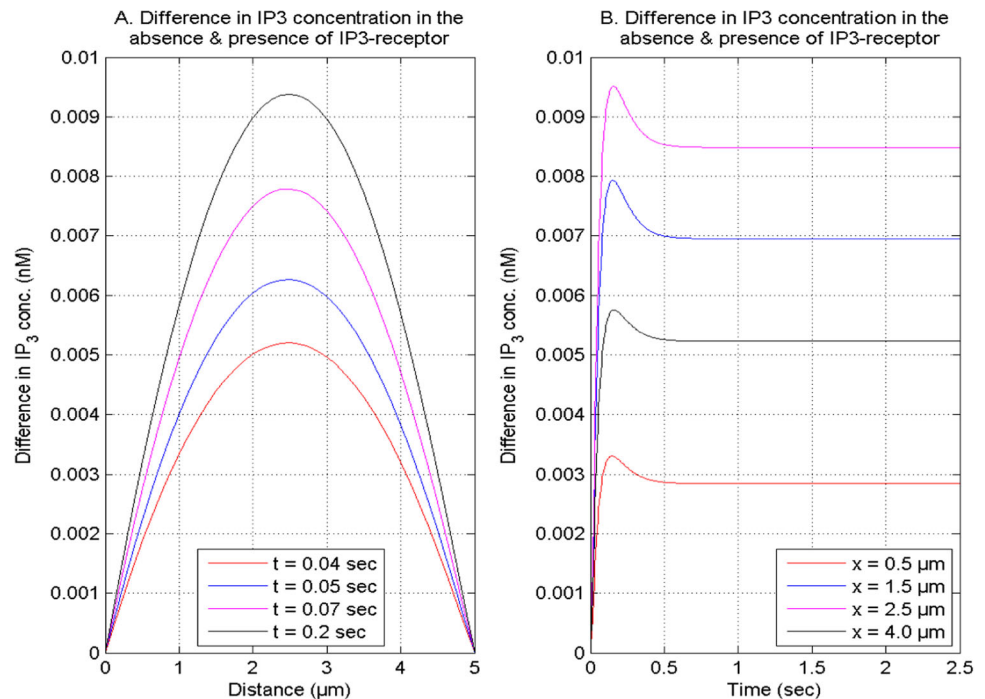 A. Difference in IP3 concentration in the
absence & presence of IP3-receptor
0.01
0.009
0.008
0.007
0.006
0.005
0.004
0.003
0.002
0.001
0
Difference in IP₃ conc. (nM)
0 1 2 3 4 5
Distance (µm)
t = 0.04 sec
t = 0.05 sec
t = 0.07 sec
t = 0.2 sec
B. Difference in IP3 concentration in the
absence & presence of IP3-receptor
0.01
0.009
0.008
0.007
0.006
0.005
0.004
0.003
0.002
0.001
0
Difference in IP₃ conc. (nM)
0 0.5 1 1.5 2 2.5
Time (sec)
x = 0.5 µm
x = 1.5 µm
x = 2.5 µm
x = 4.0 µm